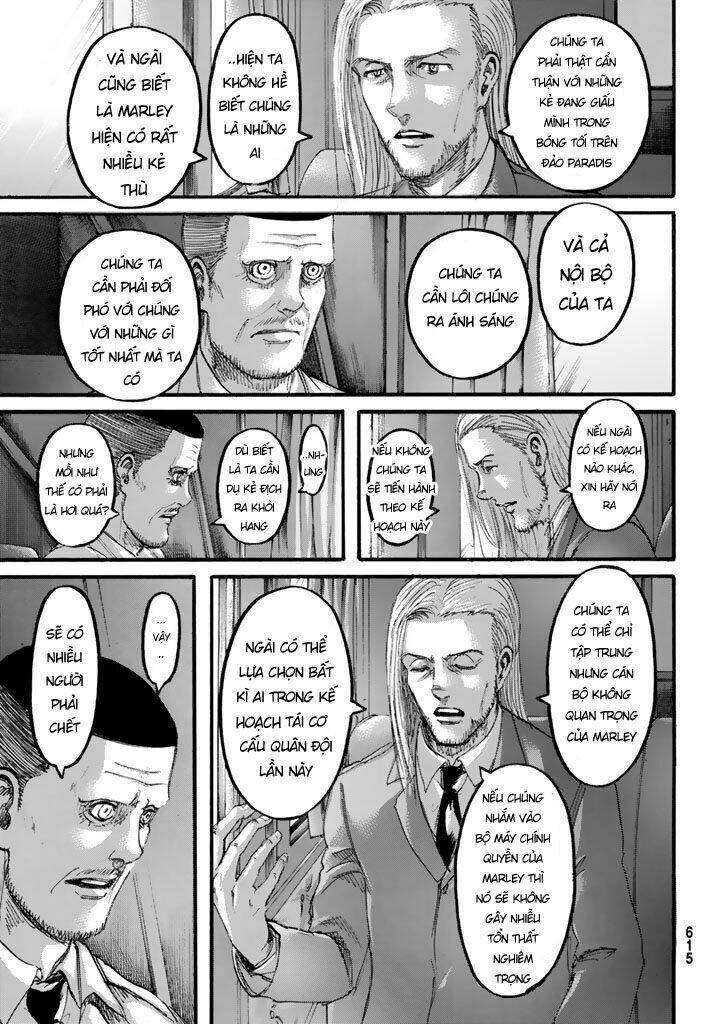 CHÚNG TA
PHẢI THẬT CẨN
THẬN VỚI NHỮNG
KẺ ĐANG GIẤU
MÌNH TRONG
BÓNG TỐI TRÊN
ĐẢO PARADIS
..HIỆN TA
KHÔNG HỀ
BIẾT CHÚNG
LÀ NHỮNG
AI
VÀ NGÀI
CŨNG BIẾT
LÀ MARLEY
HIỆN CÓ RẤT
NHIỀU KẺ
THÙ
VÀ CẢ
NỘI BỘ
CỦA TA
CHÚNG TA
CẦN LÔI CHÚNG
RA ÁNH SÁNG
CHÚNG TA
CẦN PHẢI ĐỐI
PHÓ VỚI CHÚNG
VỚI NHỮNG GÌ
TỐT NHẤT MÀ TA
CÓ
NẾU NGÀI
CÓ KẾ HOẠCH
NÀO KHÁC,
XIN HÃY NÓI
RA
NẾU KHÔNG
CHÚNG TA
SẼ TIẾN HÀNH
THEO KẾ
HOẠCH NÀY
..NH-
ƯNG
DÙ BIẾT
LÀ TA CẦN
DỤ KẺ ĐỊCH
RA KHỎI
HANG
NHƯNG
MỒI NHƯ
THẾ CÓ PHẢI
LÀ HƠI QUÁ?
CHÚNG TA
CÓ THỂ CHỈ
TẬP TRUNG
NHƯNG CÁN
BỘ KHÔNG
QUAN TRỌNG
CỦA MARLEY
NẾU CHÚNG
NHẮM VÀO
BỘ MÁY CHÍNH
QUYỀN CỦA
MARLEY THÌ
NÓ SẼ KHÔNG
GÂY NHIỀU
TỔN THẤT
NGHIÊM
TRỌNG
NGÀI CÓ THỂ
LỰA CHỌN BẤT
KÌ AI TRONG KẾ
HOẠCH TÁI CƠ
CẤU QUÂN ĐỘI
LẦN NÀY
...
VẬY
..
SẼ CÓ
NHIỀU
NGƯỜI
PHẢI
CHẾT
615